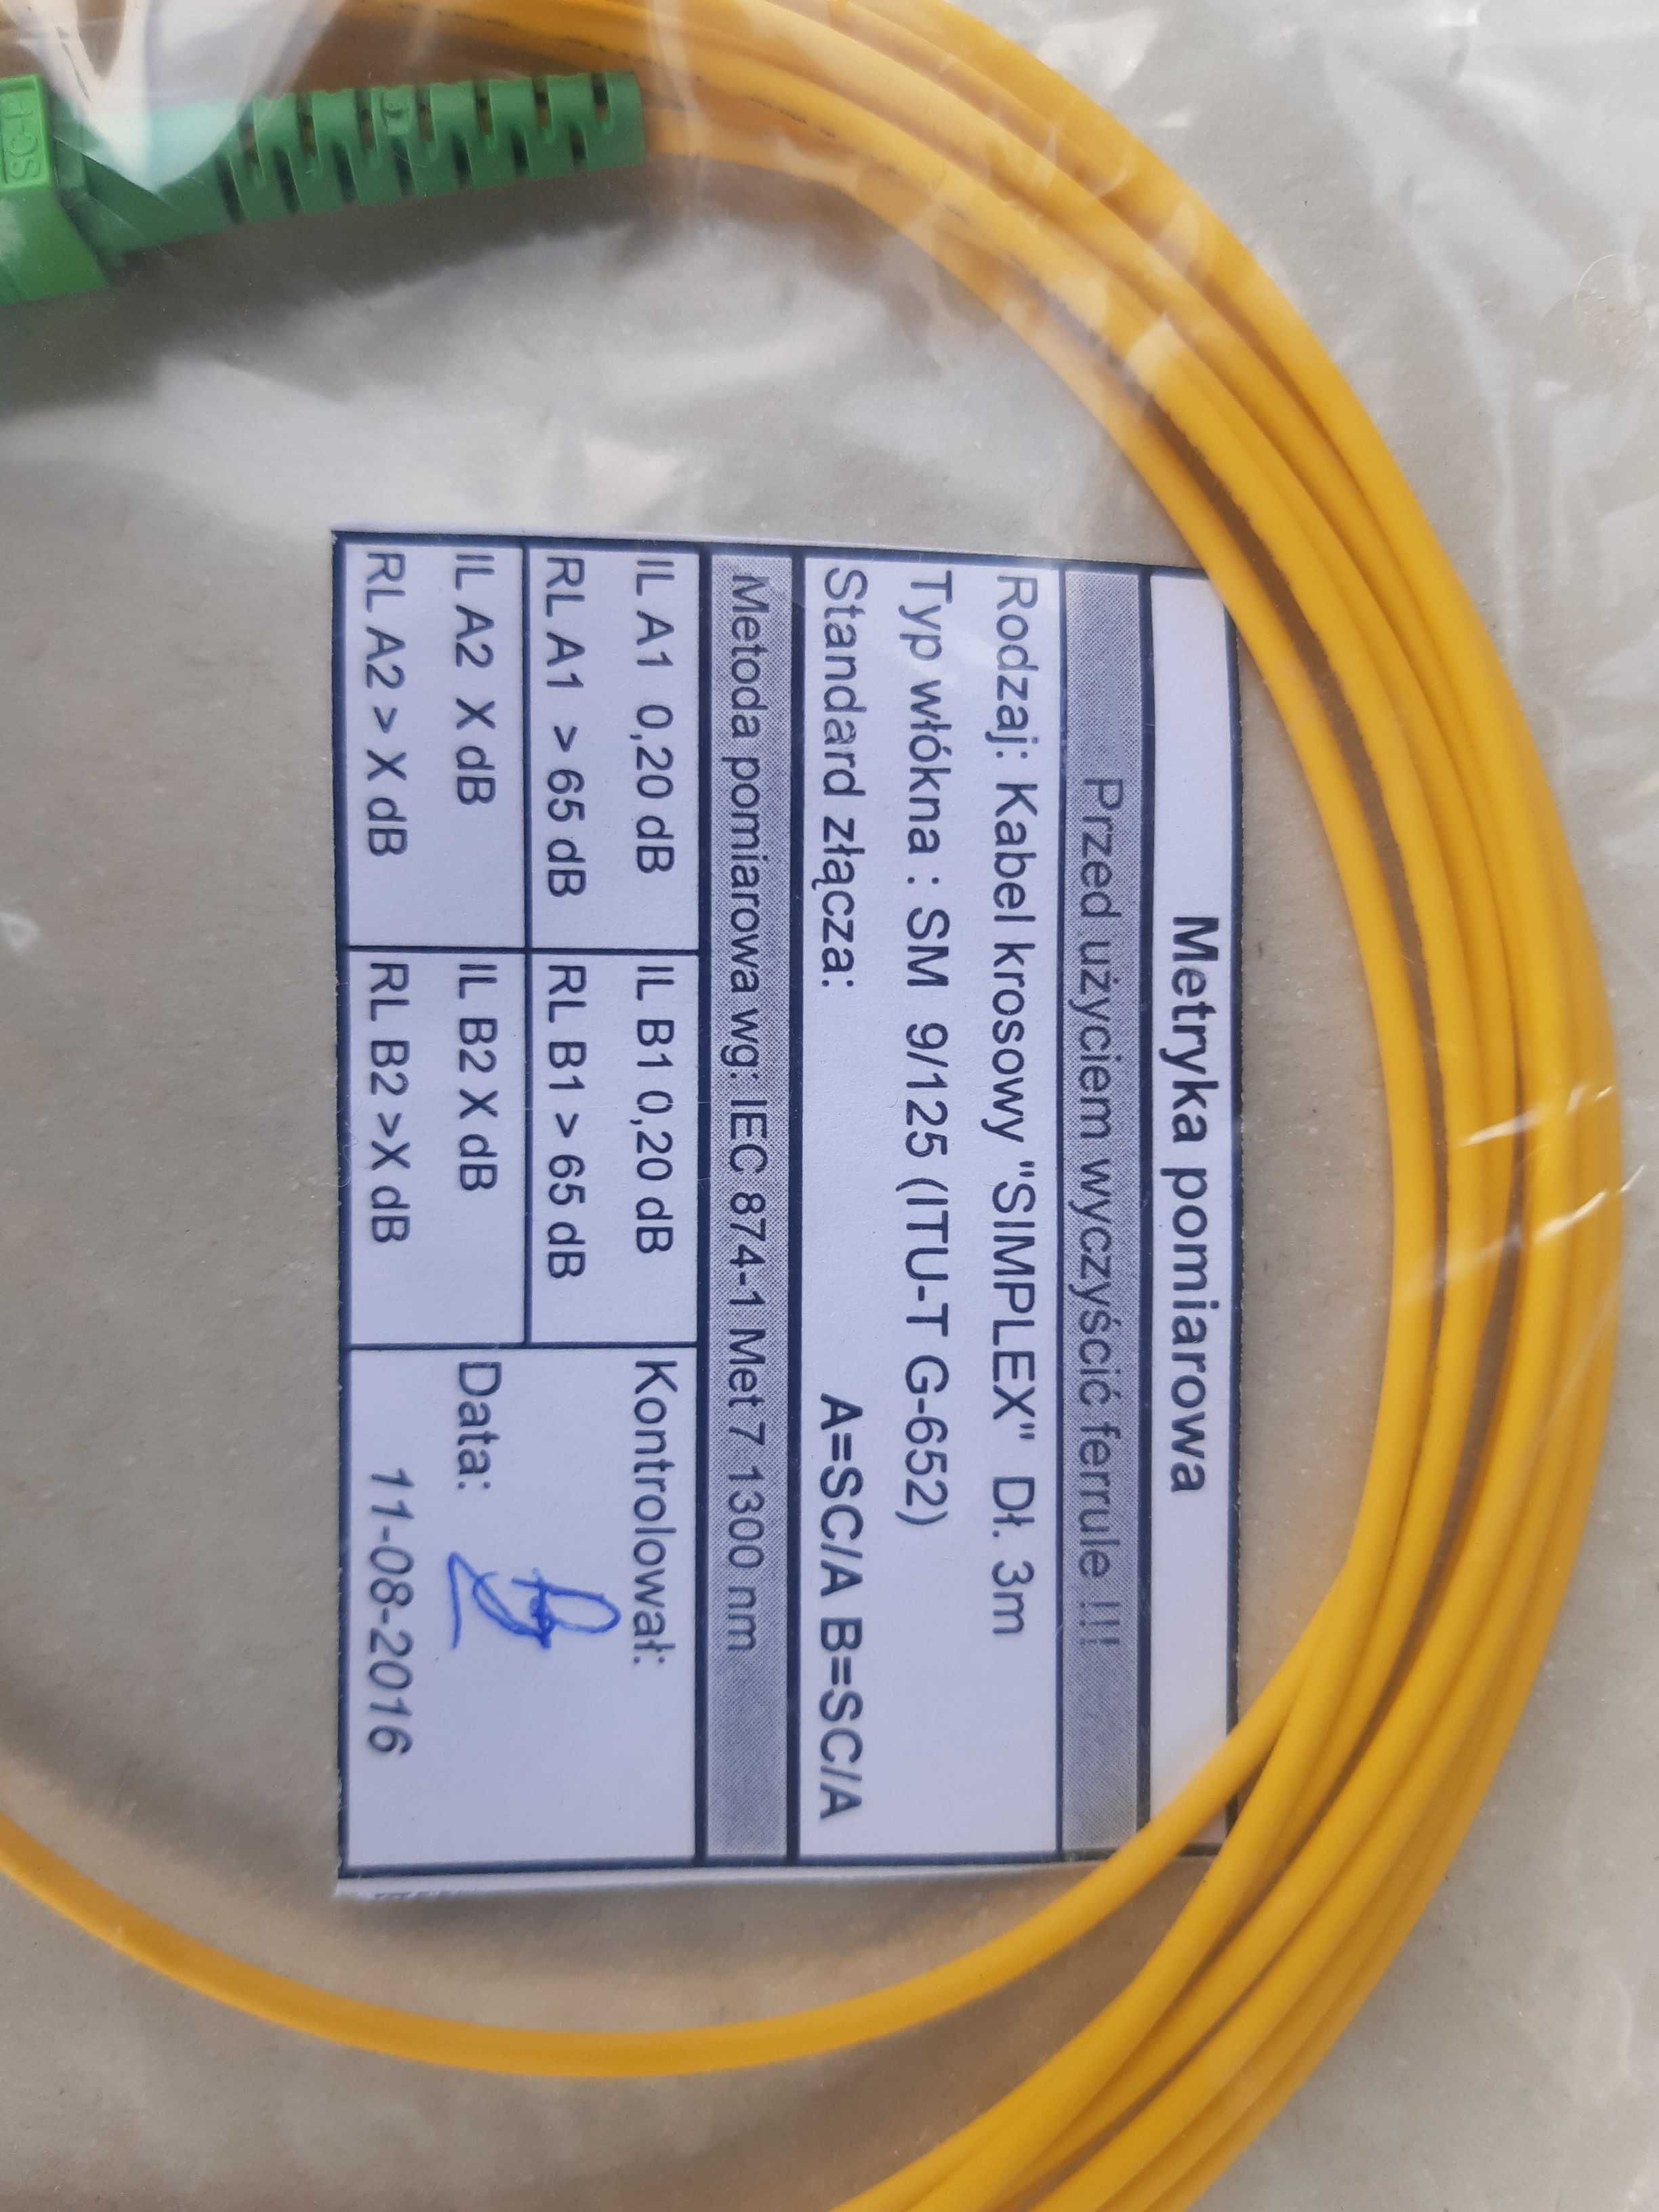 Metryka pomiarowa
Przed użyciem wyczyścić ferrule !!!
Rodzaj: Kabel krosowy "SIMPLEX" Dł. 3m
Typ włókna : SM 9/125 (ITU-T G-652)
Standard złącza: A=SC/A B=SC/A
Metoda pomiarowa wg: IEC 874-1 Met 7 1300 nm
IL A1 0,20 dB IL B1 0,20 dB Kontrolował:
RL A1 > 65 dB RL B1 > 65 dB
IL A2 X dB IL B2 X dB Data:
RL A2 > X dB RL B2 >X dB 11-08-2016